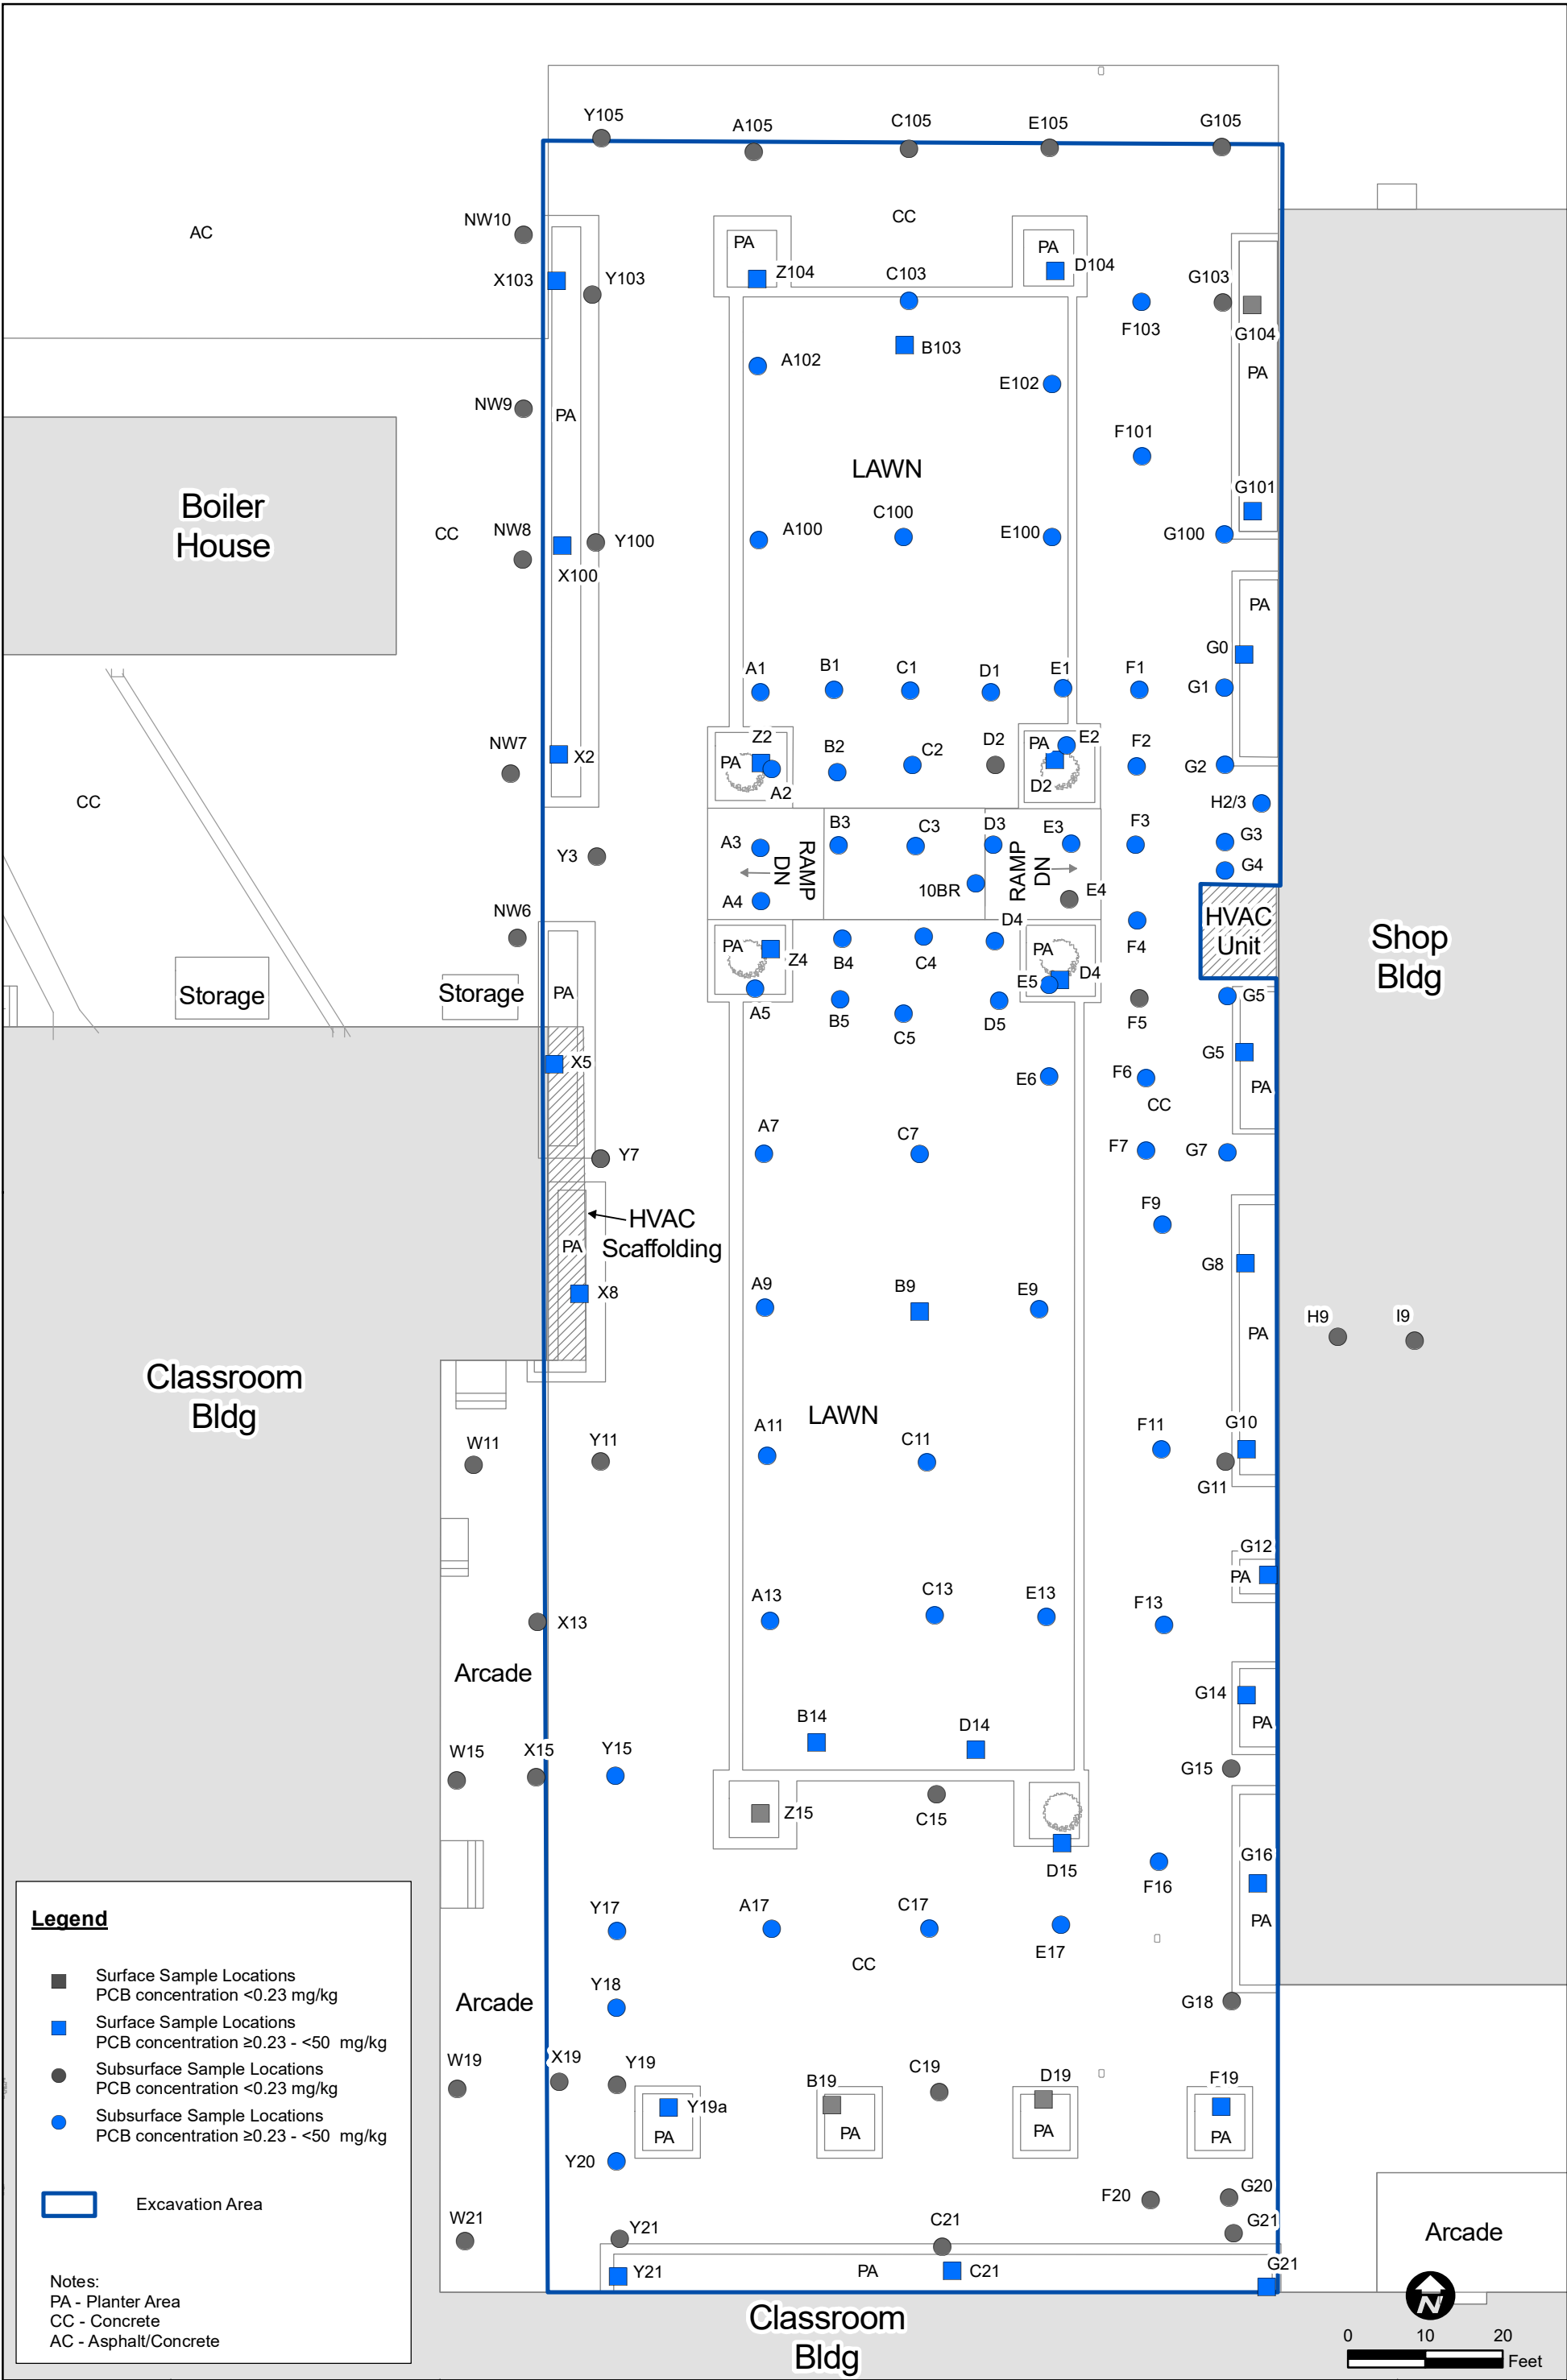 Y105
A105
C105
E105
G105
NW10
AC
CC
PA
PA
X103
Y103
Z104
C103
D104
G103
F103
G104
A102
B103
E102
PA
NW9
PA
F101
LAWN
G101
Boiler
House
CC
NW8
Y100
X100
A100
C100
E100
G100
PA
G0
A1
B1
C1
D1
E1
F1
G1
NW7
X2
Z2
PA
A2
B2
C2
D2
PA
E2
D2
F2
G2
CC
H2/3
Y3
A3
RAMP
DN
B3
C3
D3
E3
F3
G3
G4
10BR
RAMP
DN
E4
A4
NW6
HVAC
Unit
Shop
Bldg
PA
Z4
B4
C4
D4
PA
D4
F4
Storage
Storage
PA
A5
B5
C5
D5
E5
F5
G5
X5
E6
F6
CC
G5
PA
Y7
A7
C7
F7
G7
HVAC
Scaffolding
PA
F9
X8
A9
B9
E9
G8
H9
I9
PA
Classroom
Bldg
W11
Y11
A11
LAWN
C11
F11
G10
G11
G12
PA
X13
A13
C13
E13
F13
Arcade
G14
PA
B14
D14
W15
X15
Y15
G15
Z15
C15
D15
F16
G16
PA
Y17
A17
C17
E17
CC
Y18
Arcade
G18
W19
X19
Y19
Y19a
PA
B19
PA
C19
D19
PA
F19
PA
Y20
F20
G20
W21
Y21
C21
G21
Y21
PA
C21
G21
Arcade
Classroom
Bldg
N
0 10 20
Feet
Legend
Surface Sample Locations
PCB concentration <0.23 mg/kg
Surface Sample Locations
PCB concentration ≥0.23 - <50 mg/kg
Subsurface Sample Locations
PCB concentration <0.23 mg/kg
Subsurface Sample Locations
PCB concentration ≥0.23 - <50 mg/kg
Excavation Area
Notes:
PA - Planter Area
CC - Concrete
AC - Asphalt/Concrete